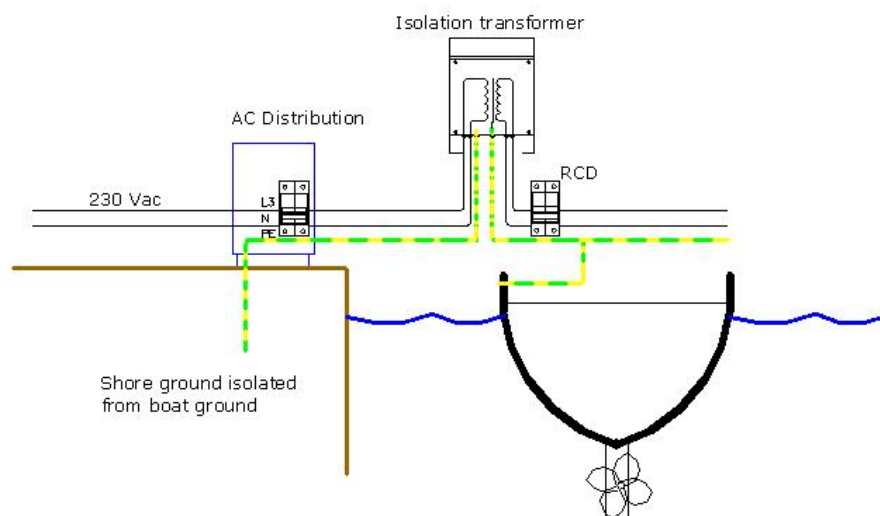 Isolation transformer
AC Distribution
RCD
230 Vac
L3
N
PE
Shore ground isolated
from boat ground